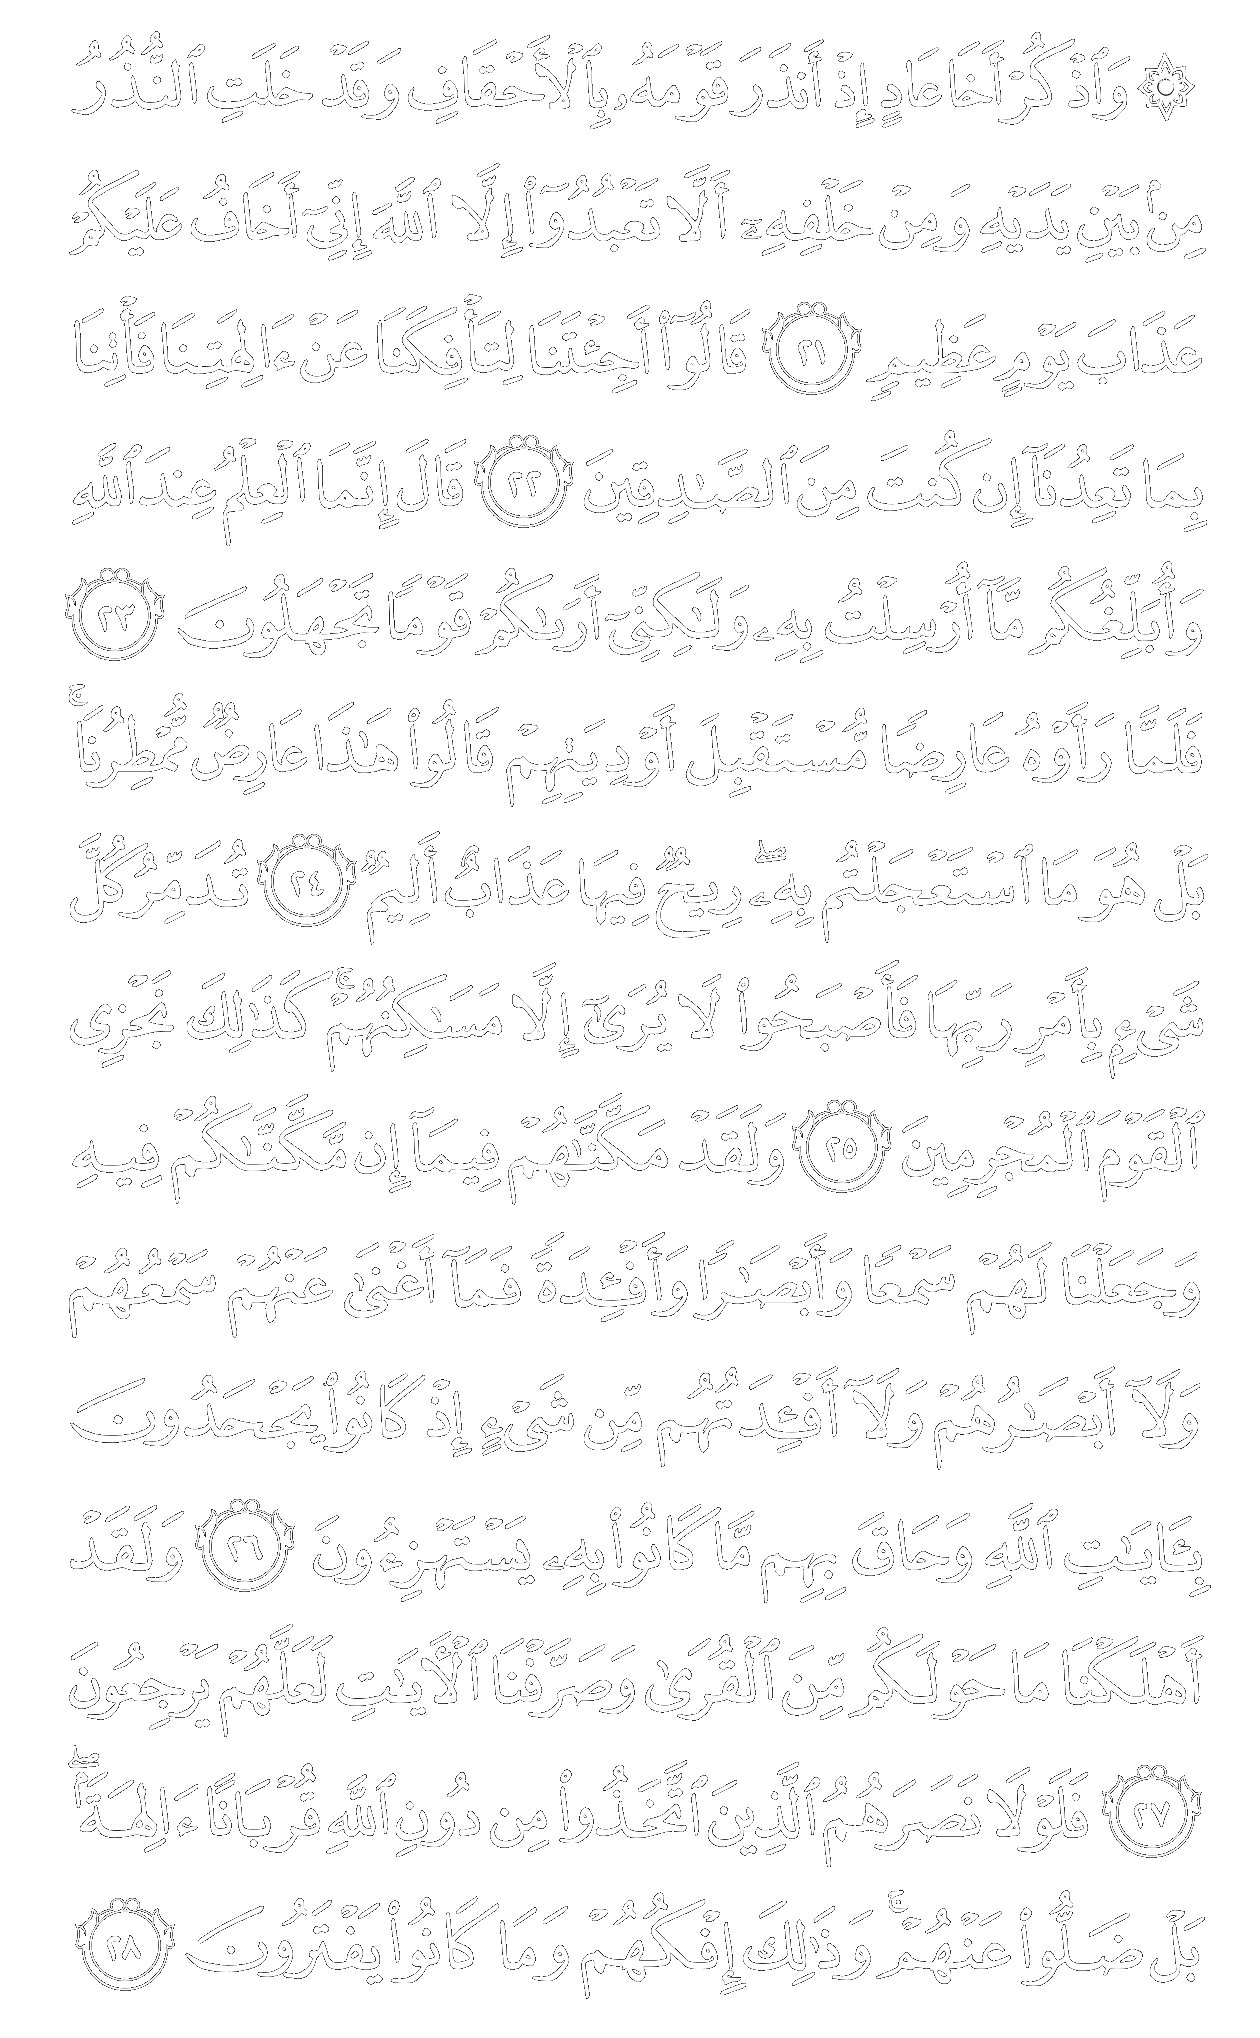 ۞ وَٱذْكُرْ أَخَا عَادٍ إِذْ أَنذَرَ قَوْمَهُۥ بِٱلْأَحْقَافِ وَقَدْ خَلَتِ ٱلنُّذُرُ
مِنۢ بَيْنِ يَدَيْهِ وَمِنْ خَلْفِهِۦٓ أَلَّا تَعْبُدُوٓا۟ إِلَّا ٱللَّهَ إِنِّىٓ أَخَافُ عَلَيْكُمْ
عَذَابَ يَوْمٍ عَظِيمٍ ٢١ قَالُوٓا۟ أَجِئْتَنَا لِتَأْفِكَنَا عَنْ ءَالِهَتِنَا فَأْتِنَا
بِمَا تَعِدُنَآ إِن كُنتَ مِنَ ٱلصَّـٰدِقِينَ ٢٢ قَالَ إِنَّمَا ٱلْعِلْمُ عِندَ ٱللَّهِ
وَأُبَلِّغُكُم مَّآ أُرْسِلْتُ بِهِۦ وَلَـٰكِنِّىٓ أَرَىٰكُمْ قَوْمًا تَجْهَلُونَ ٢٣
فَلَمَّا رَأَوْهُ عَارِضًا مُّسْتَقْبِلَ أَوْدِيَتِهِمْ قَالُوا۟ هَـٰذَا عَارِضٌ مُّمْطِرُنَا ۚ
بَلْ هُوَ مَا ٱسْتَعْجَلْتُم بِهِۦ ۖ رِيحٌ فِيهَا عَذَابٌ أَلِيمٌ ٢٤ تُدَمِّرُ كُلَّ
شَىْءٍۭ بِأَمْرِ رَبِّهَا فَأَصْبَحُوا۟ لَا يُرَىٰٓ إِلَّا مَسَـٰكِنُهُمْ ۚ كَذَٰلِكَ نَجْزِى
ٱلْقَوْمَ ٱلْمُجْرِمِينَ ٢٥ وَلَقَدْ مَكَّنَّـٰهُمْ فِيمَآ إِن مَّكَّنَّـٰكُمْ فِيهِ
وَجَعَلْنَا لَهُمْ سَمْعًا وَأَبْصَـٰرًا وَأَفْـِٔدَةً فَمَآ أَغْنَىٰ عَنْهُمْ سَمْعُهُمْ
وَلَآ أَبْصَـٰرُهُمْ وَلَآ أَفْـِٔدَتُهُم مِّن شَىْءٍ إِذْ كَانُوا۟ يَجْحَدُونَ
بِـَٔايَـٰتِ ٱللَّهِ وَحَاقَ بِهِم مَّا كَانُوا۟ بِهِۦ يَسْتَهْزِءُونَ ٢٦ وَلَقَدْ
أَهْلَكْنَا مَا حَوْلَكُم مِّنَ ٱلْقُرَىٰ وَصَرَّفْنَا ٱلْـَٔايَـٰتِ لَعَلَّهُمْ يَرْجِعُونَ
٢٧ فَلَوْلَا نَصَرَهُمُ ٱلَّذِينَ ٱتَّخَذُوا۟ مِن دُونِ ٱللَّهِ قُرْبَانًا ءَالِهَةًۢ ۖ
بَلْ ضَلُّوا۟ عَنْهُمْ ۚ وَذَٰلِكَ إِفْكُهُمْ وَمَا كَانُوا۟ يَفْتَرُونَ ٢٨